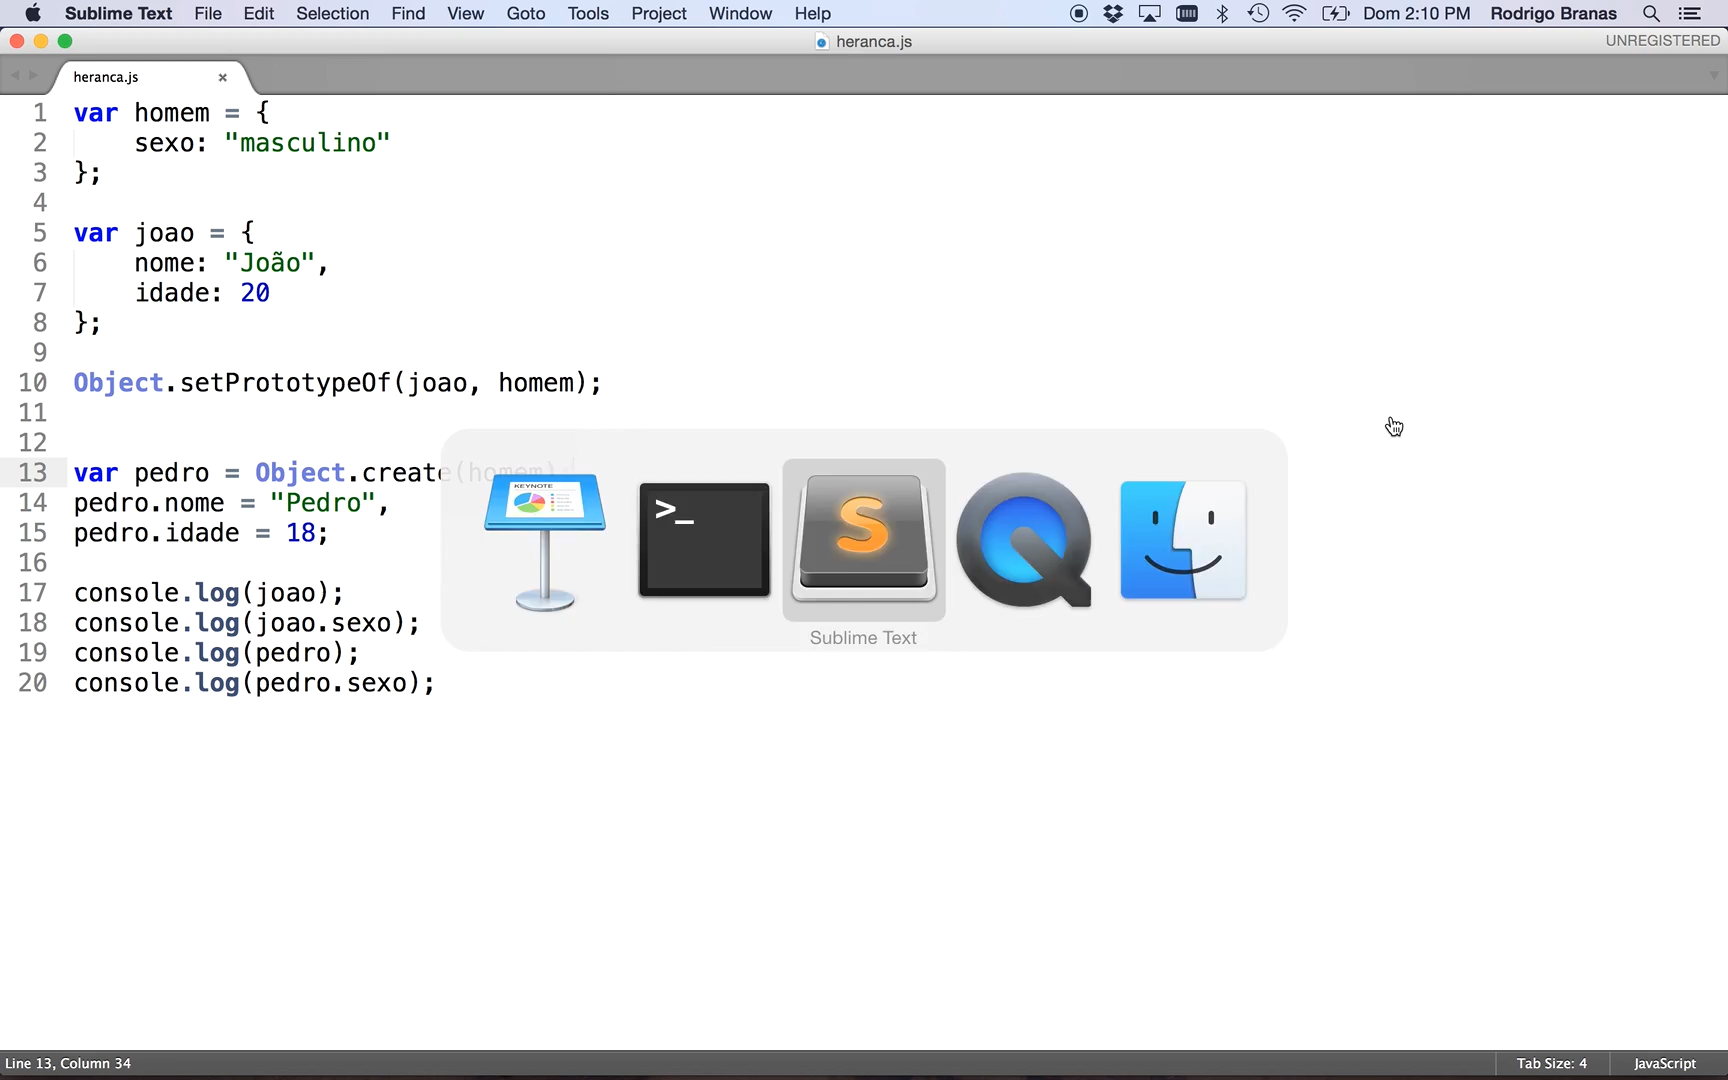 Sublime Text File Edit Selection Find View Goto Tools Project Window Help Dom 2:10 PM Rodrigo Branas
heranca.js UNREGISTERED
heranca.js
1 var homem = {
2 sexo: "masculino"
3 };
4
5 var joao = {
6 nome: "João",
7 idade: 20
8 };
9
10 Object.setPrototypeOf(joao, homem);
11
12
13 var pedro = Object.create(homem);
14 pedro.nome = "Pedro",
15 pedro.idade = 18;
16
17 console.log(joao);
18 console.log(joao.sexo);
19 console.log(pedro);
20 console.log(pedro.sexo);
KEYNOTE
>_
S
Sublime Text
Line 13, Column 34 Tab Size: 4 JavaScript